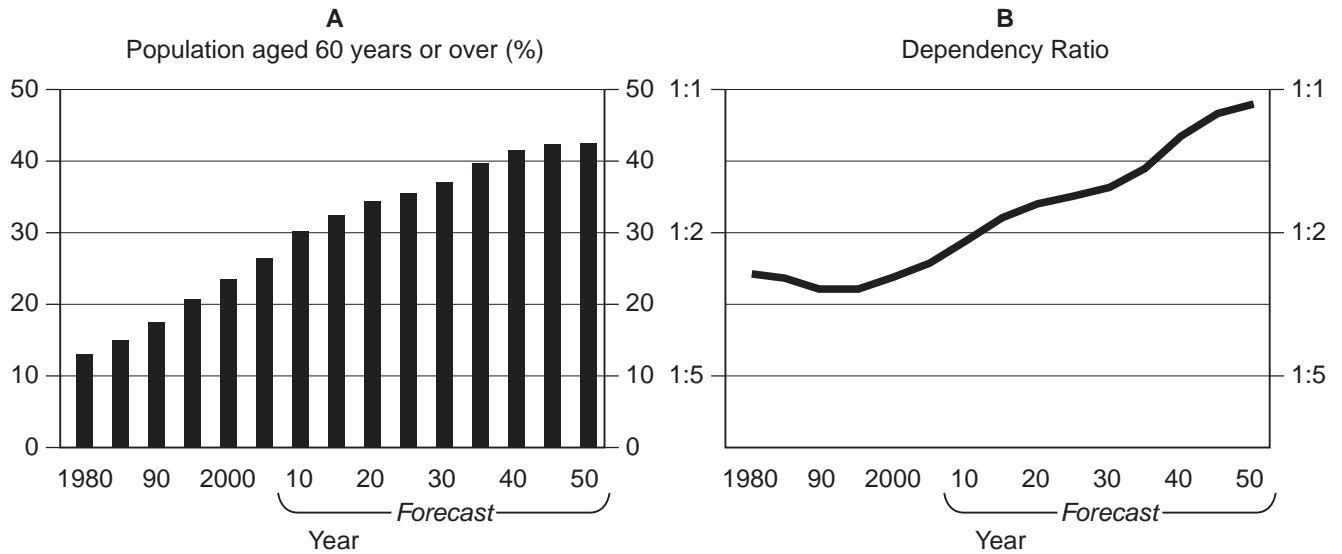 A
Population aged 60 years or over (%)
50 50
40 40
30 30
20 20
10 10
0 0
1980 90 2000 10 20 30 40 50
Forecast
Year
B
Dependency Ratio
1:1 1:1
1:2 1:2
1:5 1:5
1980 90 2000 10 20 30 40 50
Forecast
Year